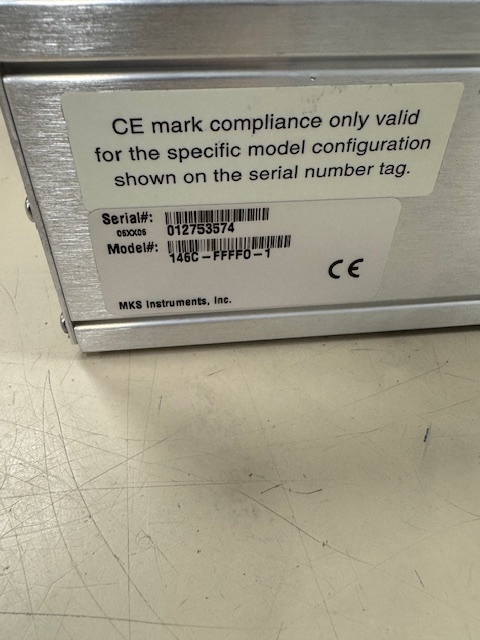 CE mark compliance only valid
for the specific model configuration
shown on the serial number tag.
Serial#:
06XX06 012753574
Model#:
146C-FFFF0-1
CE
MKS Instruments, Inc.